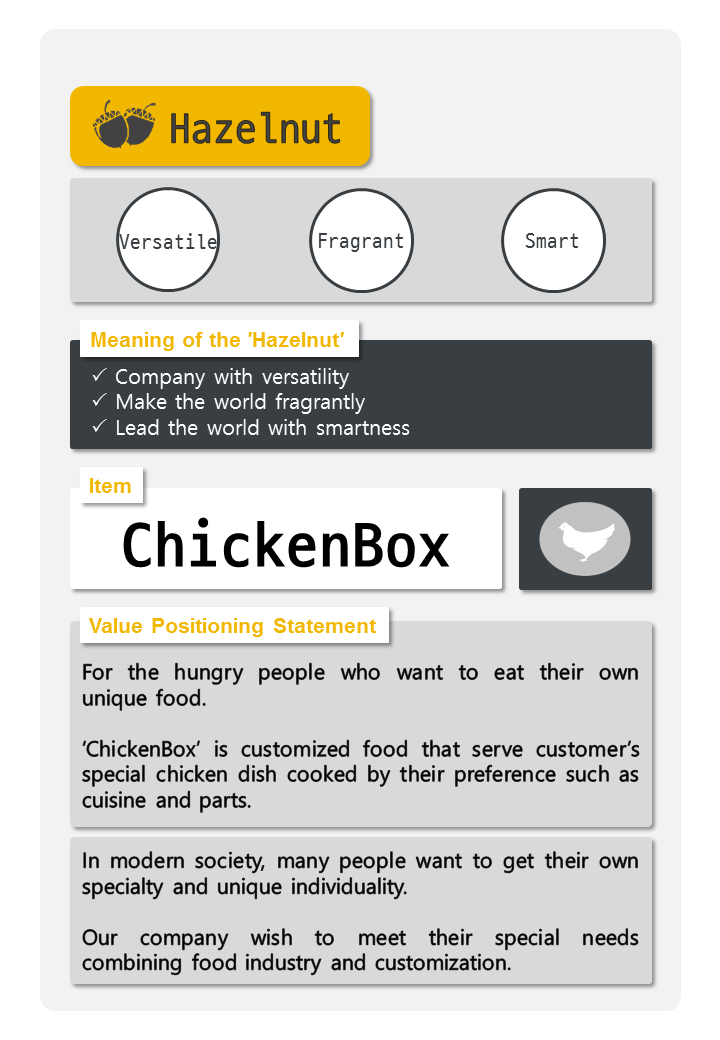 Hazelnut
Versatile
Fragrant
Smart
Meaning of the ‘Hazelnut’
✓ Company with versatility
✓ Make the world fragrantly
✓ Lead the world with smartness
Item
ChickenBox
Value Positioning Statement
For the hungry people who want to eat their own
unique food.
‘ChickenBox’ is customized food that serve customer’s
special chicken dish cooked by their preference such as
cuisine and parts.
In modern society, many people want to get their own
specialty and unique individuality.
Our company wish to meet their special needs
combining food industry and customization.